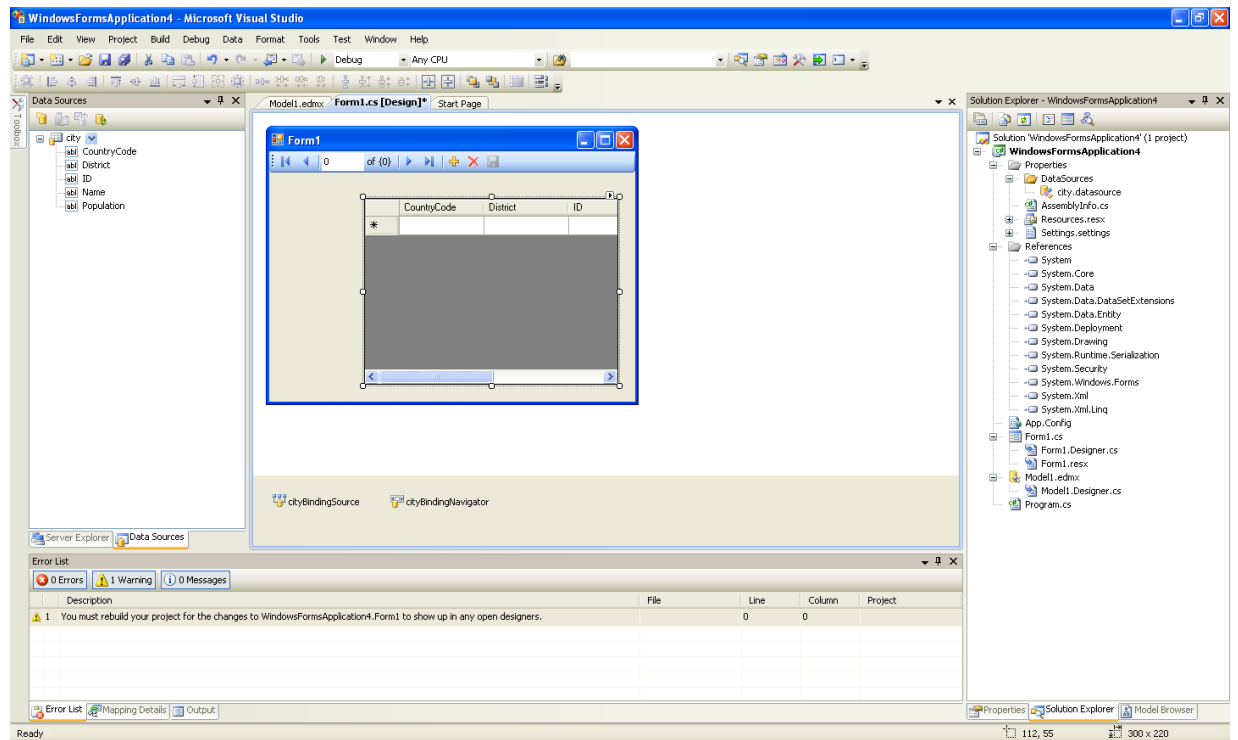 WindowsFormsApplication4 - Microsoft Visual Studio
File Edit View Project Build Debug Data Format Tools Test Window Help
Debug Any CPU
Toolbox
Data Sources
city
CountryCode
District
ID
Name
Population
Server Explorer Data Sources
Model1.edmx Form1.cs [Design]* Start Page
Form1
0 of {0}
CountryCode District ID
cityBindingSource cityBindingNavigator
Solution Explorer - WindowsFormsApplication4
Solution 'WindowsFormsApplication4' (1 project)
WindowsFormsApplication4
Properties
DataSources
city.datasource
AssemblyInfo.cs
Resources.resx
Settings.settings
References
System
System.Core
System.Data
System.Data.DataSetExtensions
System.Data.Entity
System.Deployment
System.Drawing
System.Runtime.Serialization
System.Security
System.Windows.Forms
System.Xml
System.Xml.Linq
App.Config
Form1.cs
Form1.Designer.cs
Form1.resx
Model1.edmx
Model1.Designer.cs
Program.cs
Properties Solution Explorer Model Browser
Error List
0 Errors 1 Warning 0 Messages
Description File Line Column Project
1 You must rebuild your project for the changes to WindowsFormsApplication4.Form1 to show up in any open designers. 0 0
Error List Mapping Details Output
Ready 112, 55 300 x 220